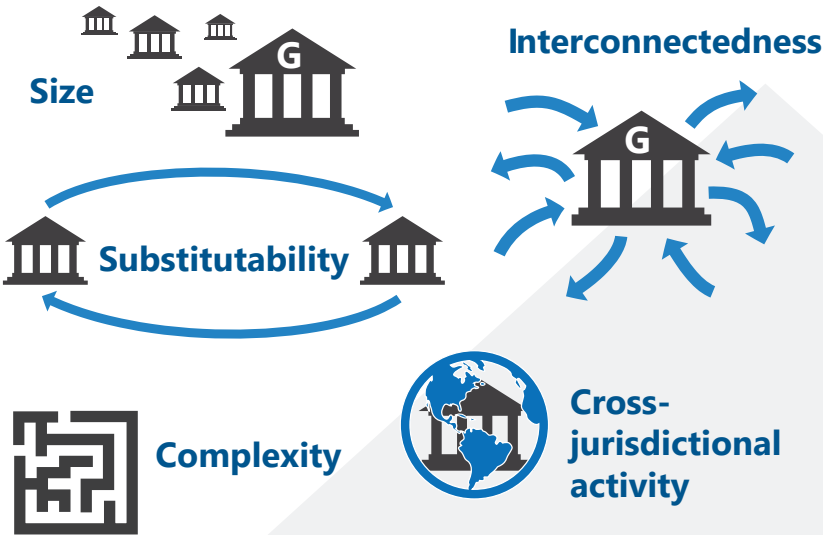 G
Size
Interconnectedness
G
Substitutability
Complexity
Cross-
jurisdictional
activity